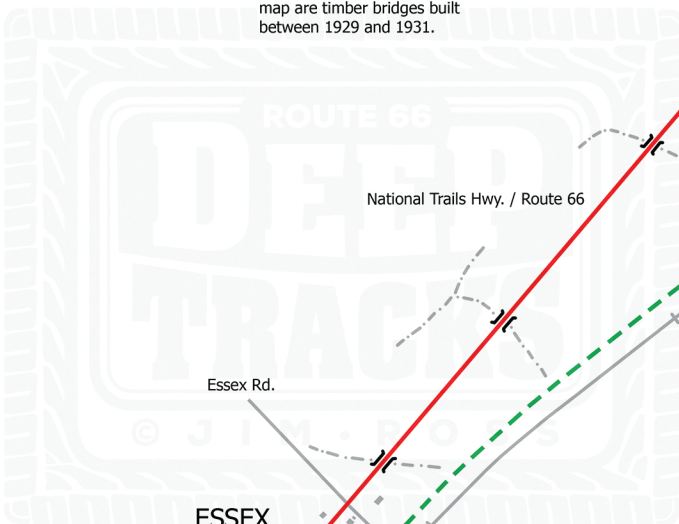 map are timber bridges built
between 1929 and 1931.
ROUTE 66
DEEP
National Trails Hwy. / Route 66
TRACKS
Essex Rd.
© JIM ROSS
ESSEX